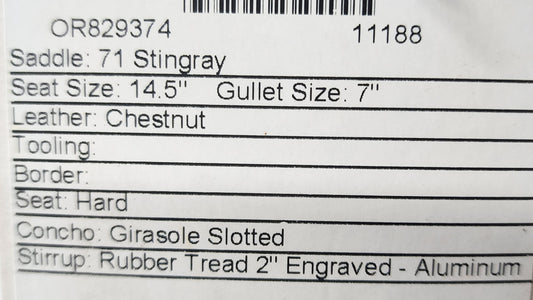 OR829374 11188
Saddle: 71 Stingray
Seat Size: 14.5" Gullet Size: 7"
Leather: Chestnut
Tooling:
Border:
Seat: Hard
Concho: Girasole Slotted
Stirrup: Rubber Tread 2" Engraved - Aluminum